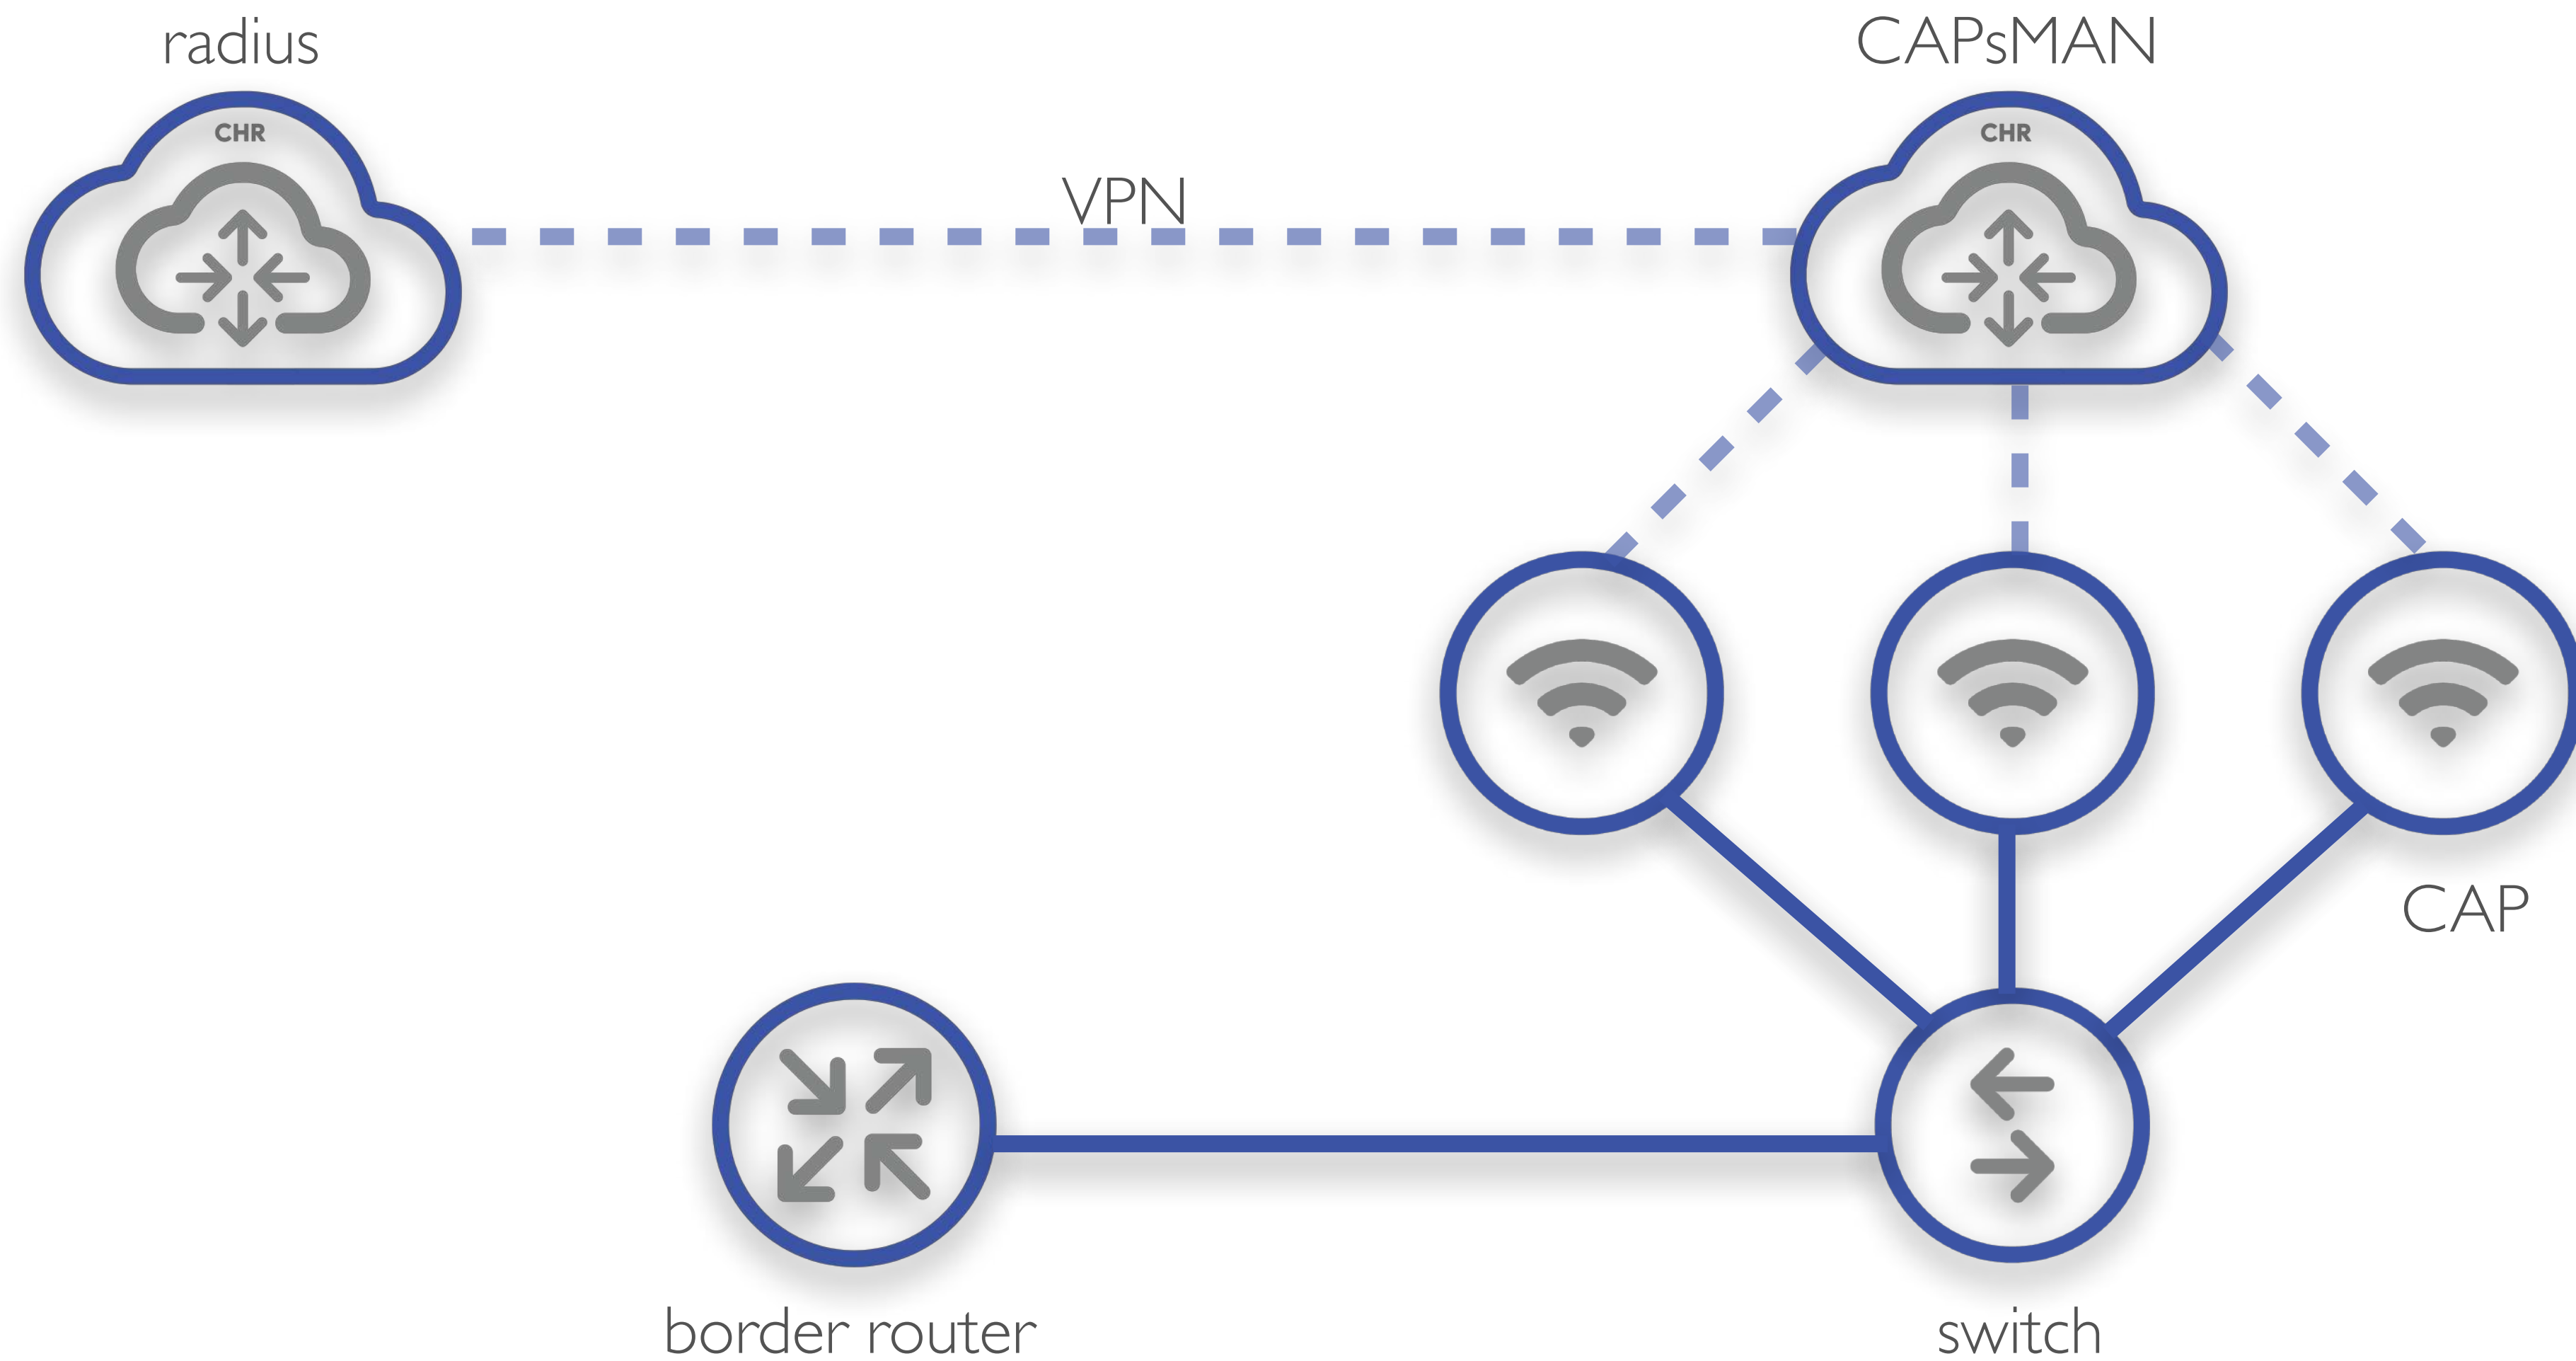 radius
CAPsMAN
CHR
CHR
VPN
CAP
border router
switch